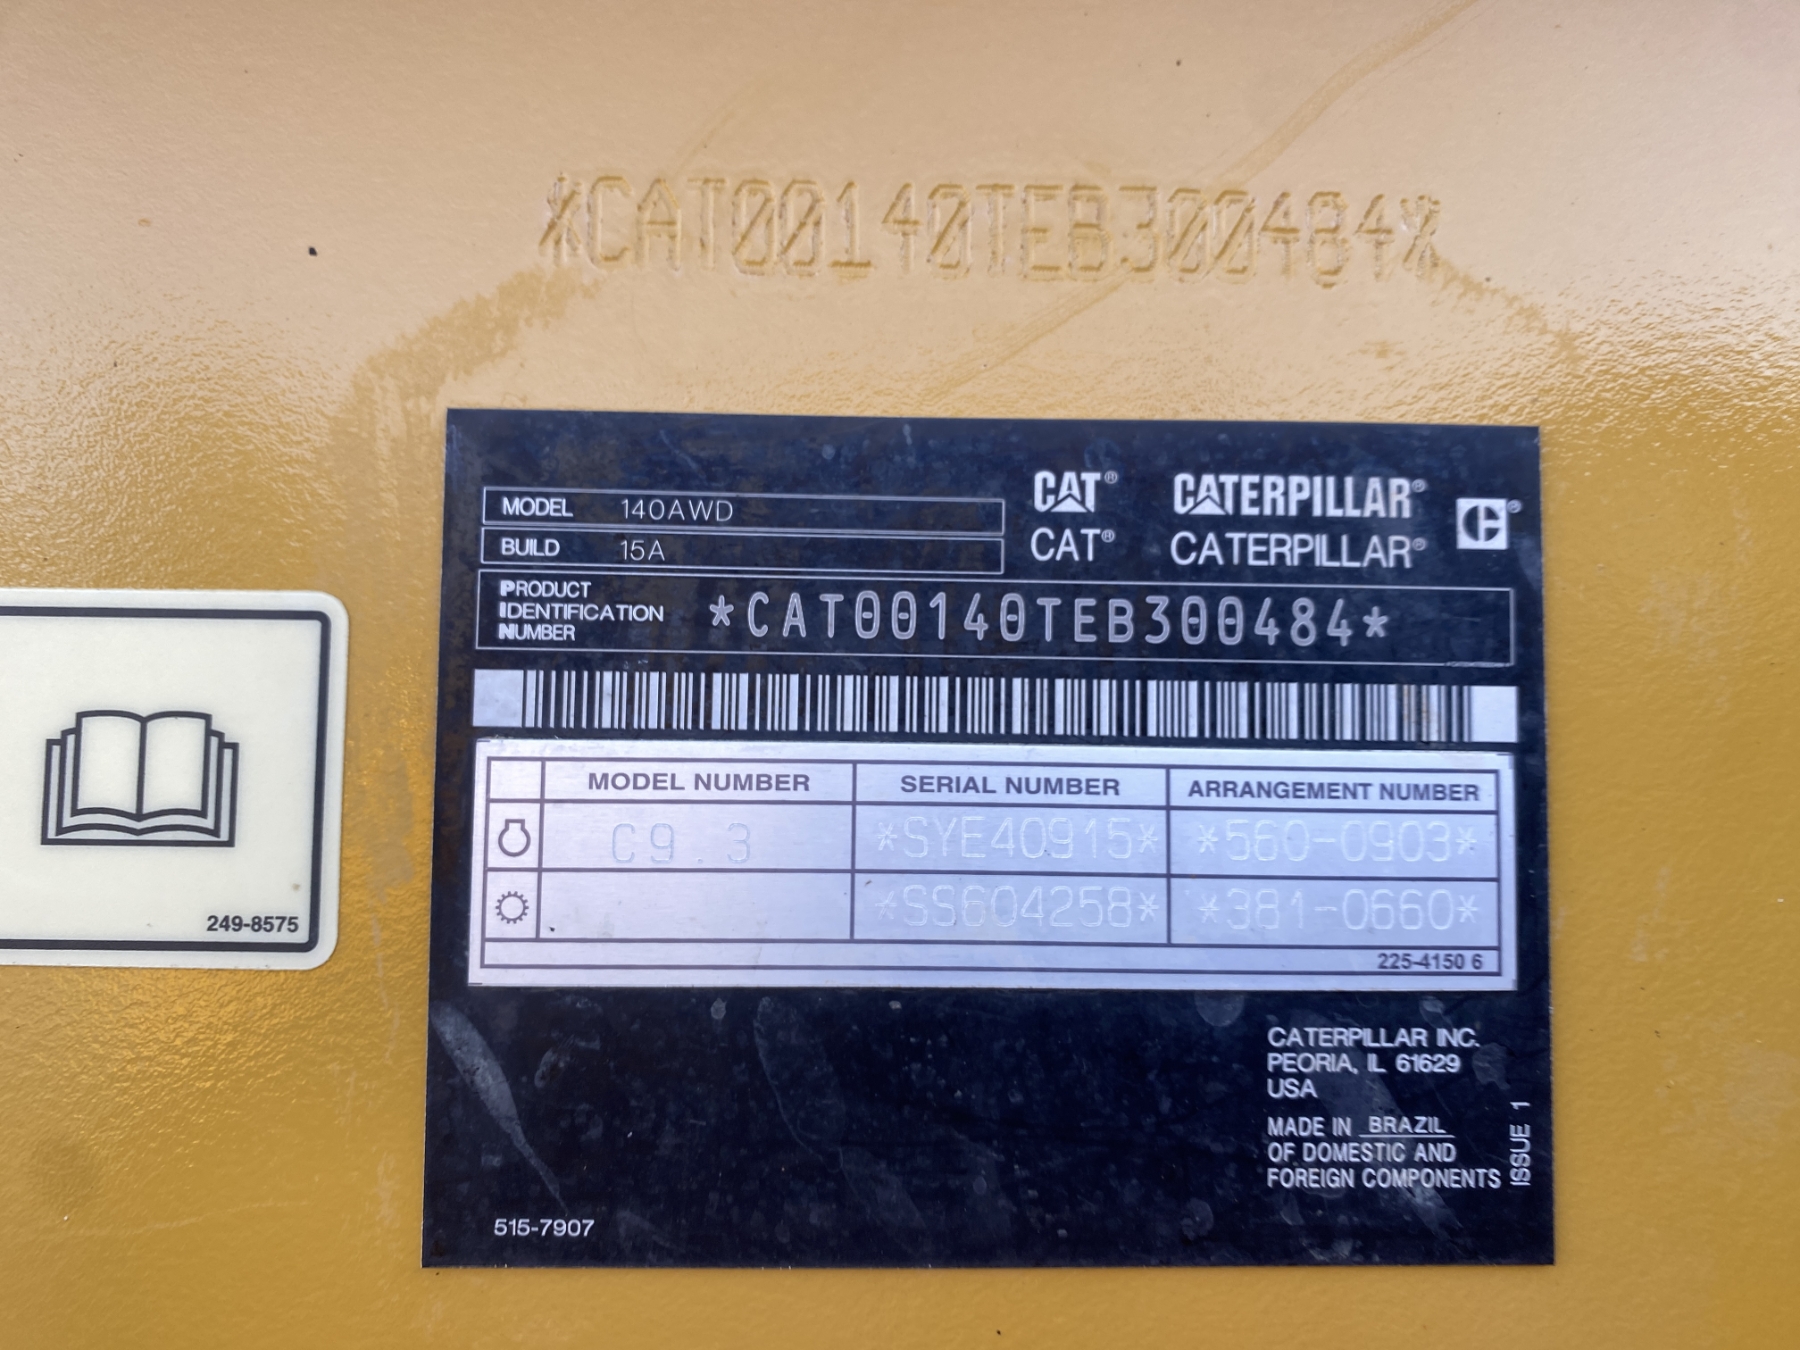 *CAT00140TEB300484*
MODEL 140AWD
BUILD 15A
CAT® CATERPILLAR®
CAT® CATERPILLAR®
PRODUCT
IDENTIFICATION
NUMBER
*CAT00140TEB300484*
MODEL NUMBER SERIAL NUMBER ARRANGEMENT NUMBER
C9.3 *SYE40915* *560-0903*
*SS604258* *381-0660*
225-4150 6
249-8575
CATERPILLAR INC.
PEORIA, IL 61629
USA
MADE IN BRAZIL
OF DOMESTIC AND
FOREIGN COMPONENTS
ISSUE 1
515-7907